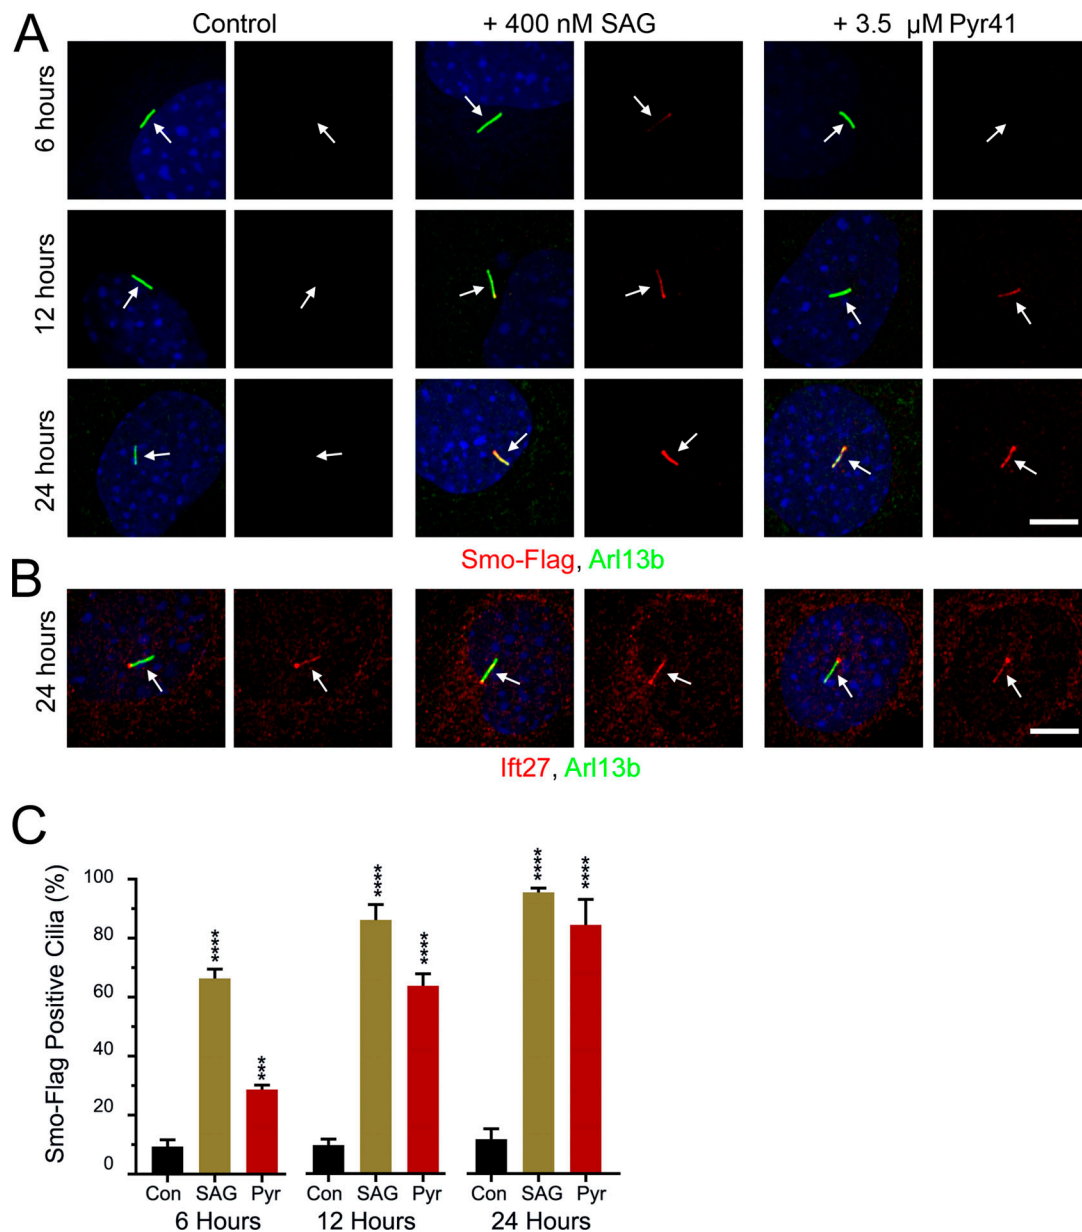 A
Control
+ 400 nM SAG
+ 3.5 µM Pyr41
6 hours
12 hours
24 hours
Smo-Flag, Arl13b
B
24 hours
Ift27, Arl13b
C
Smo-Flag Positive Cilia (%)
100
80
60
40
20
0
****
***
****
****
****
****
Con SAG Pyr
Con SAG Pyr
Con SAG Pyr
6 Hours
12 Hours
24 Hours